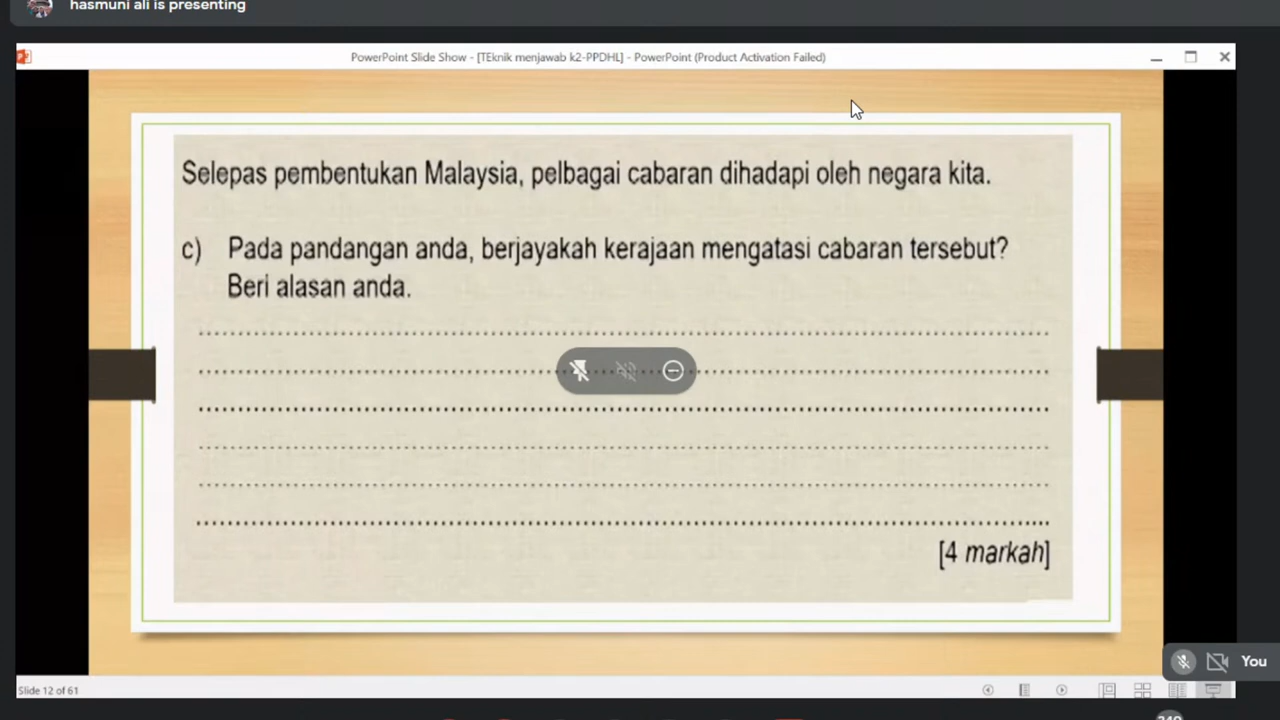 hasmuni ali is presenting
PowerPoint Slide Show - [TEknik menjawab k2-PPDHL] - PowerPoint (Product Activation Failed)
Selepas pembentukan Malaysia, pelbagai cabaran dihadapi oleh negara kita.
c) Pada pandangan anda, berjayakah kerajaan mengatasi cabaran tersebut?
Beri alasan anda.
[4 markah]
You
Slide 12 of 61